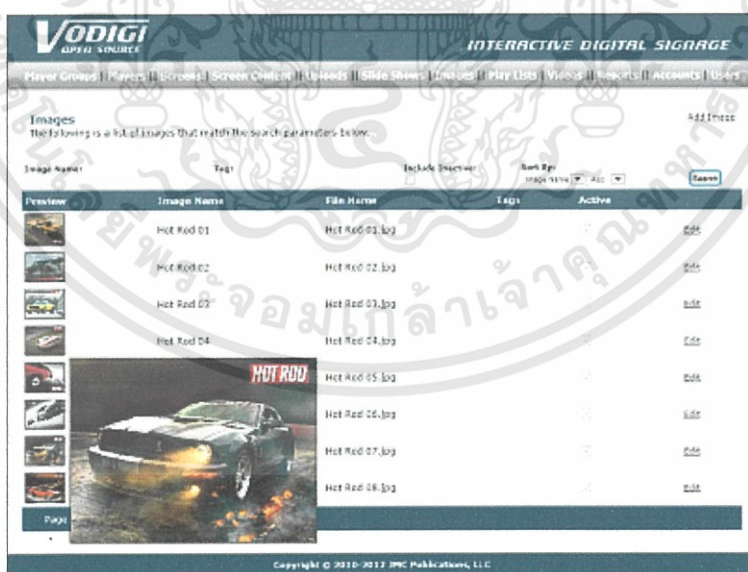 VODIGI
OPEN SOURCE
INTERACTIVE DIGITAL SIGNAGE
Player Groups | Players || Screens | Screen Content || Uploads || Slide Shows | Images || Play Lists | Videos || Reports || Accounts | Users
Images
Add Image
The following is a list of images that match the search parameters below.
Image Name: Tag: Include Inactive: Sort By:
Image Name Asc Search
Preview Image Name File Name Tags Active
Hot Rod 01 Hot Rod 01.jpg Edit
Hot Rod 02 Hot Rod 02.jpg Edit
Hot Rod 03 Hot Rod 03.jpg Edit
Hot Rod 04 Hot Rod 04.jpg Edit
HOT ROD Hot Rod 05.jpg Edit
Hot Rod 06.jpg Edit
Hot Rod 07.jpg Edit
Hot Rod 08.jpg Edit
Page
Copyright © 2010-2012 JMC Publications, LLC